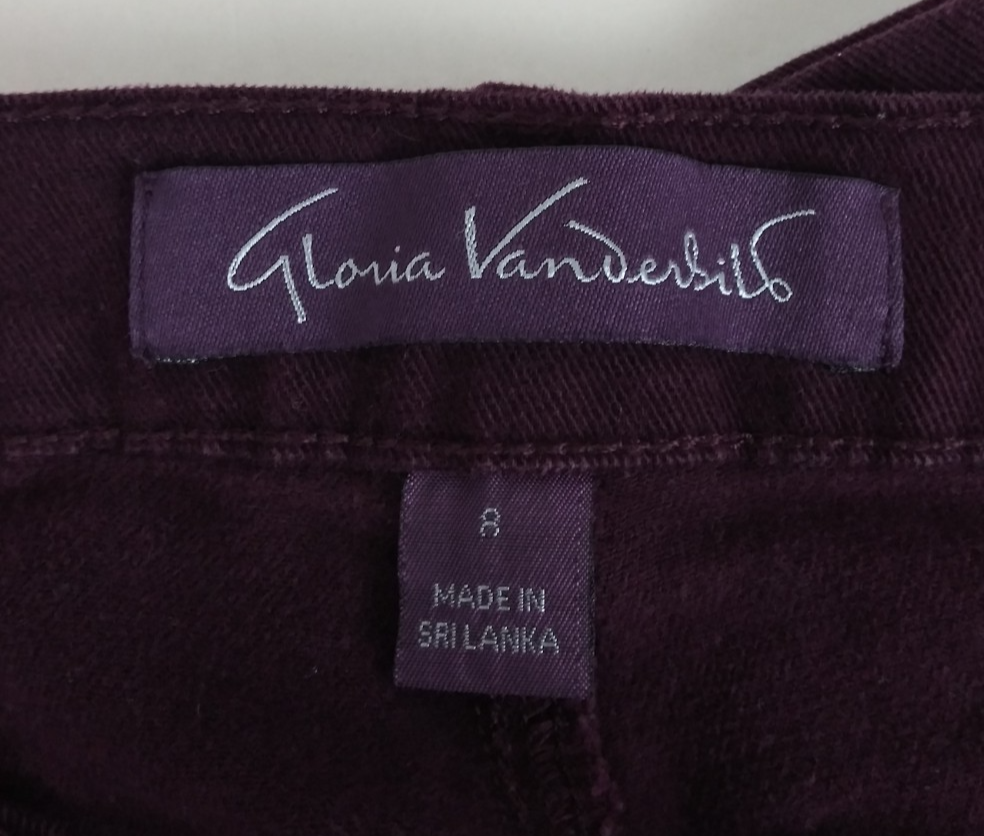 Gloria Vanderbilt
8
MADE IN
SRI LANKA